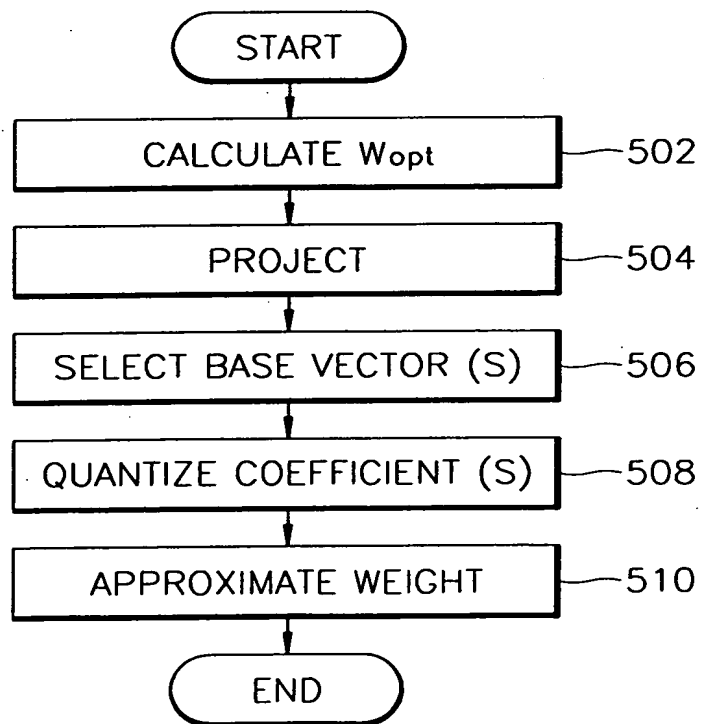 START
CALCULATE Wopt
502
PROJECT
504
SELECT BASE VECTOR (S)
506
QUANTIZE COEFFICIENT (S)
508
APPROXIMATE WEIGHT
510
END